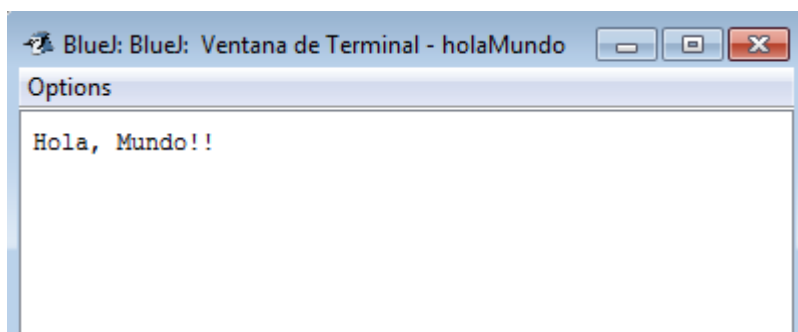 BlueJ: BlueJ: Ventana de Terminal - holaMundo
Options
Hola, Mundo!!